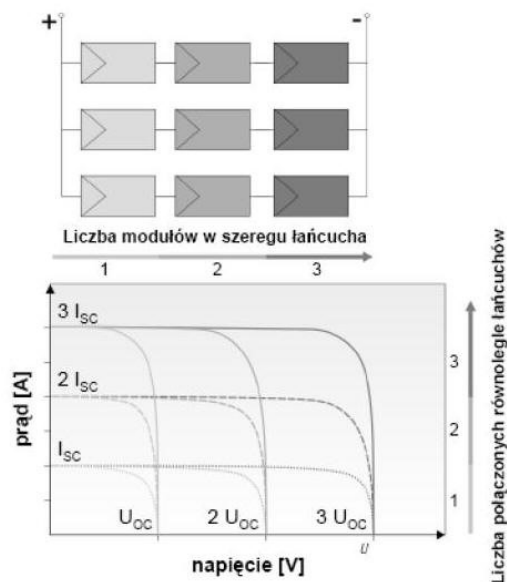 + -
Liczba modułów w szeregu łańcucha
1 2 3
3 I_SC
2 I_SC
I_SC
U_OC 2 U_OC 3 U_OC
U
prąd [A]
napięcie [V]
3
2
1
Liczba połączonych równolegle łańcuchów